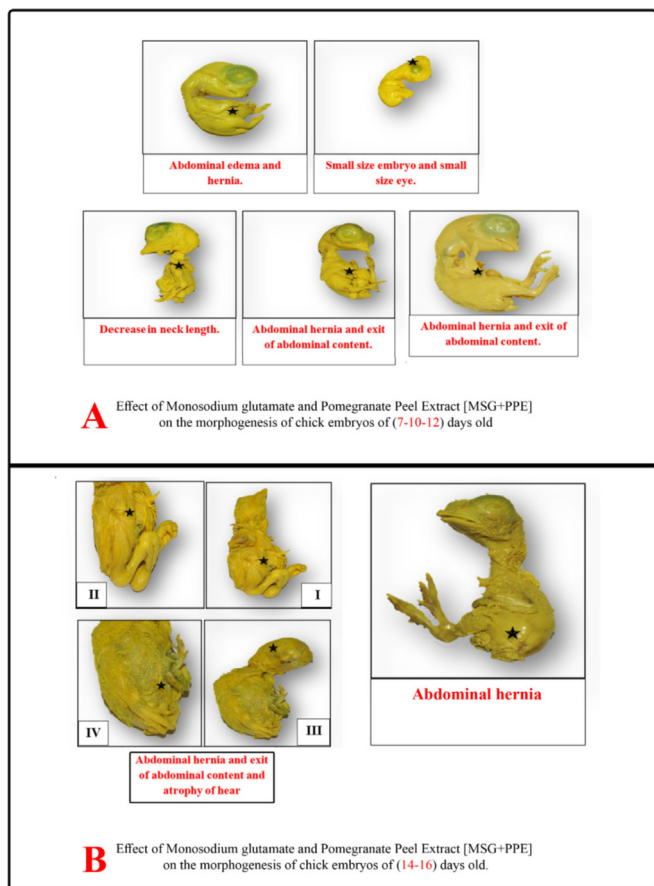 Abdominal edema and
hernia.
Small size embryo and small
size eye.
Decrease in neck length.
Abdominal hernia and exit
of abdominal content.
Abdominal hernia and exit of
abdominal content.
A
Effect of Monosodium glutamate and Pomegranate Peel Extract [MSG+PPE]
on the morphogenesis of chick embryos of (7-10-12) days old
II
I
IV
III
Abdominal hernia and exit
of abdominal content and
atrophy of hear
Abdominal hernia
B
Effect of Monosodium glutamate and Pomegranate Peel Extract [MSG+PPE]
on the morphogenesis of chick embryos of (14-16) days old.